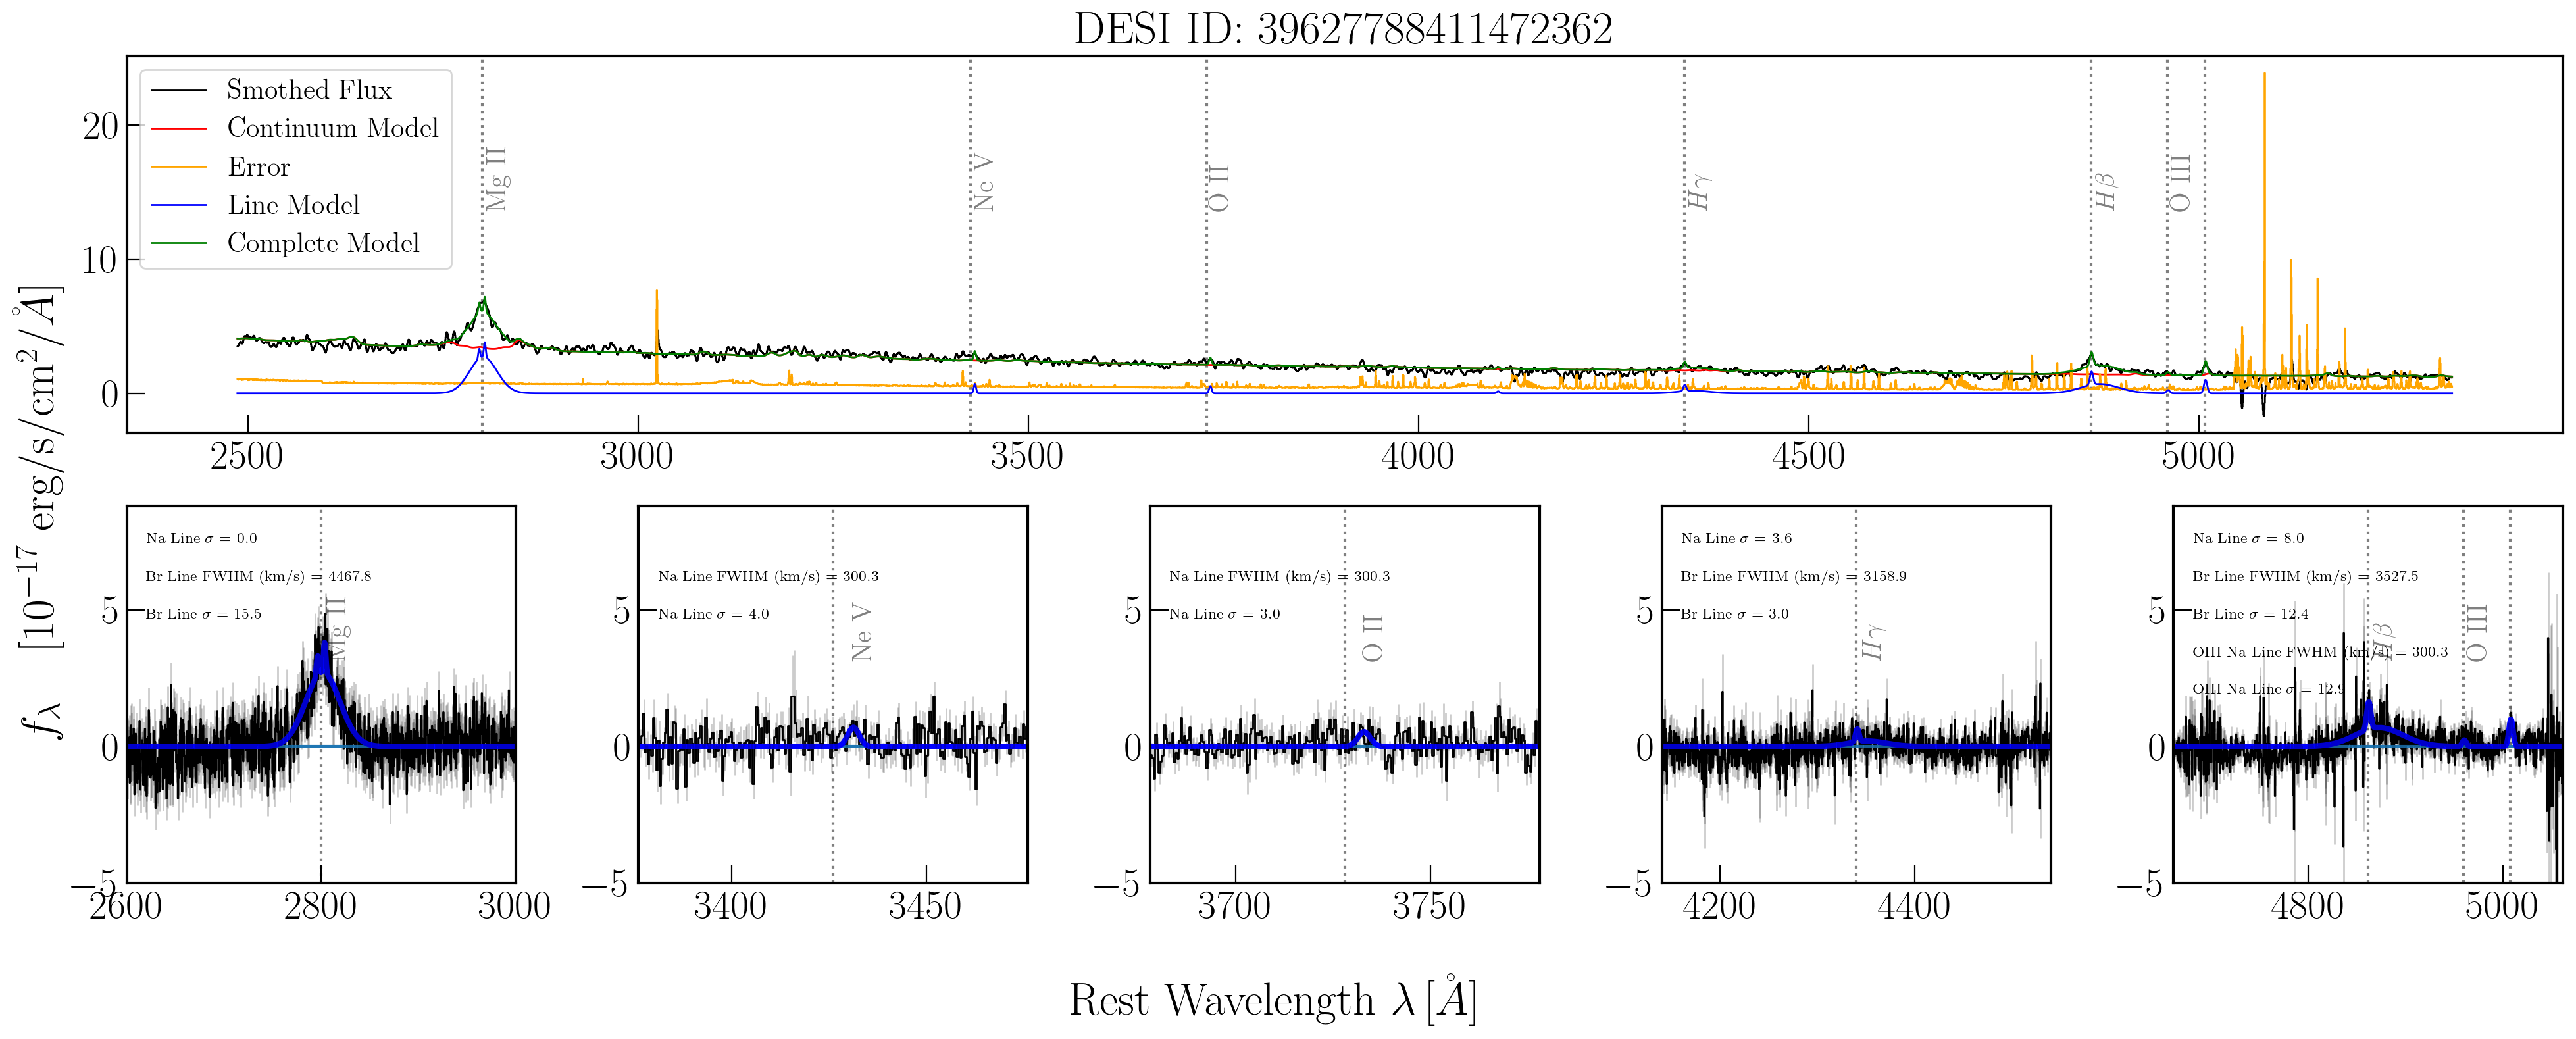 DESI ID: 39627788411472362
Smothed Flux
Continuum Model
Error
Line Model
Complete Model
Mg II
Ne V
O II
Hγ
Hβ
O III
20
10
0
2500 3000 3500 4000 4500 5000
fλ [10⁻¹⁷ erg/s/cm²/Å]
Na Line σ = 0.0
Br Line FWHM (km/s) = 4467.8
Br Line σ = 15.5
Mg II
5
0
−5
2600 2800 3000
Na Line FWHM (km/s) = 300.3
Na Line σ = 4.0
Ne V
5
0
−5
3400 3450
Na Line FWHM (km/s) = 300.3
Na Line σ = 3.0
O II
5
0
−5
3700 3750
Na Line σ = 3.6
Br Line FWHM (km/s) = 3158.9
Br Line σ = 3.0
Hγ
5
0
−5
4200 4400
Na Line σ = 8.0
Br Line FWHM (km/s) = 3527.5
Br Line σ = 12.4
OIII Na Line FWHM (km/s) = 300.3
OIII Na Line σ = 12.9
Hβ
O III
5
0
−5
4800 5000
Rest Wavelength λ [Å]